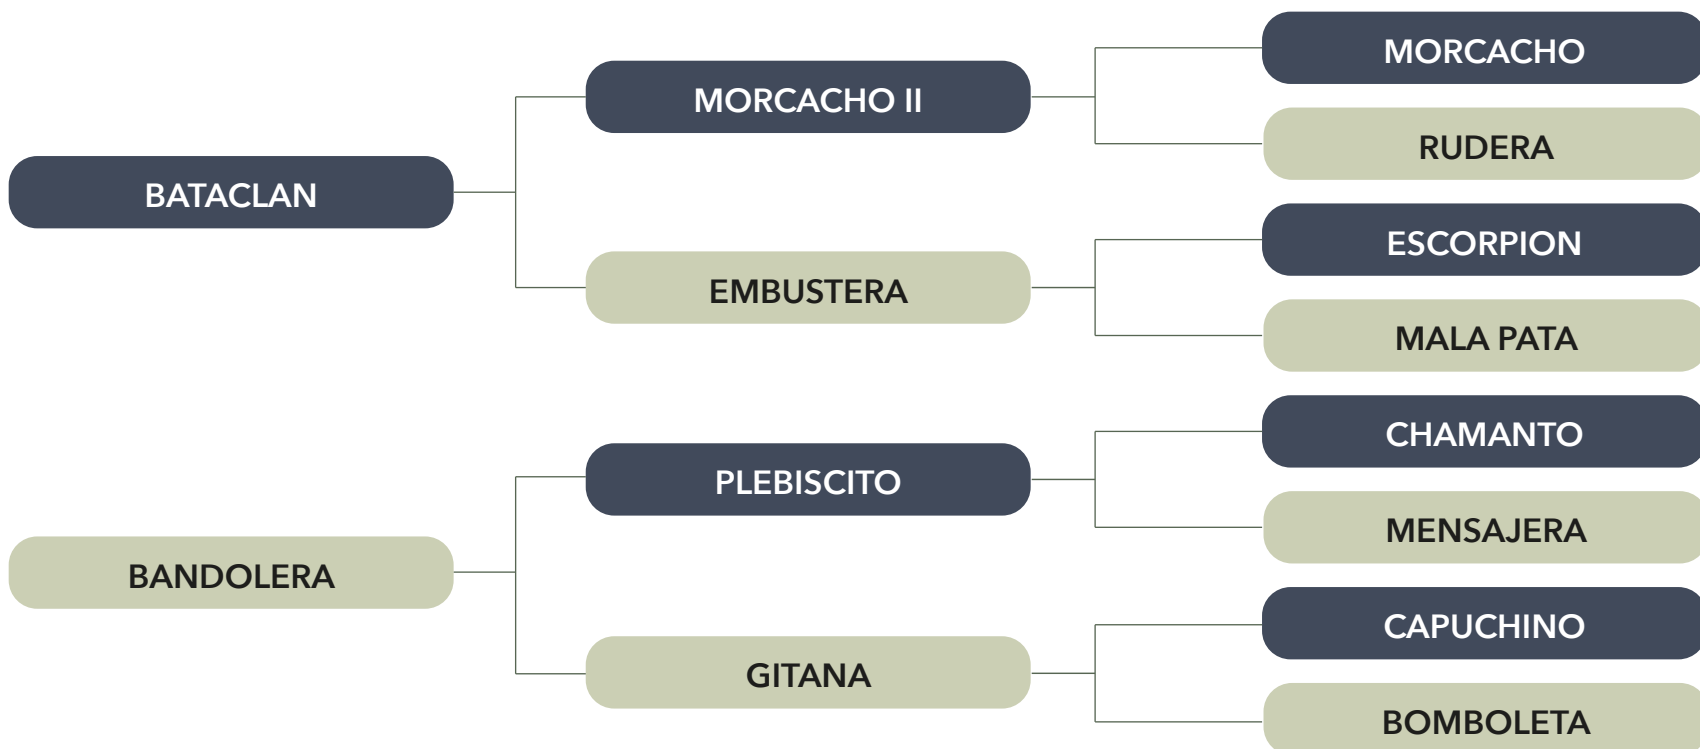 MORCACHO
MORCACHO II
RUDERA
BATACLAN
ESCORPION
EMBUSTERA
MALA PATA
CHAMANTO
PLEBISCITO
MENSAJERA
BANDOLERA
CAPUCHINO
GITANA
BOMBOLETA